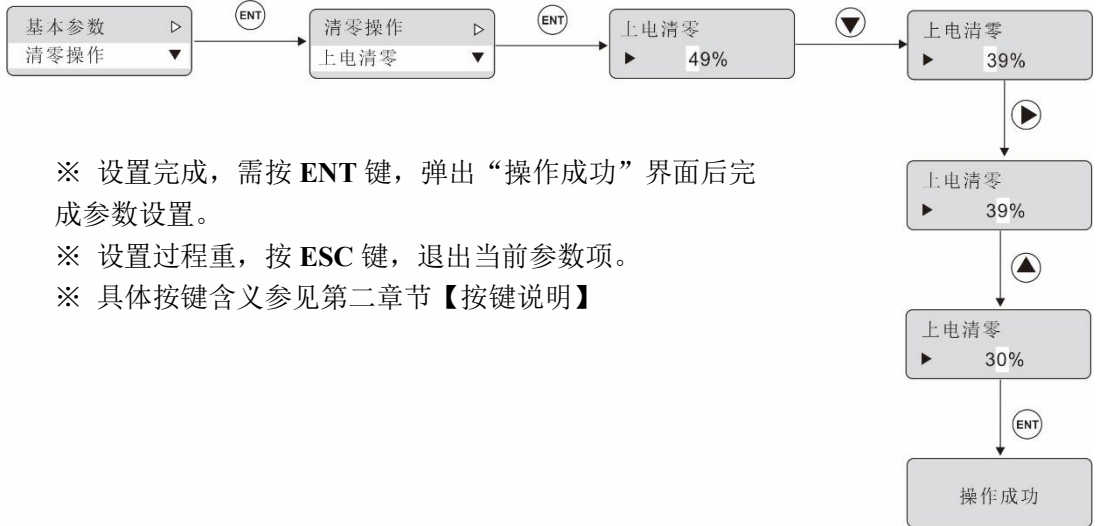 基本参数 ▷
清零操作 ▼
ENT
清零操作 ▷
上电清零 ▼
ENT
上电清零
▶ 49%
▼
上电清零
▶ 39%
▶
上电清零
▶ 39%
▲
上电清零
▶ 30%
ENT
操作成功
※ 设置完成，需按 ENT 键，弹出“操作成功”界面后完
成参数设置。
※ 设置过程重，按 ESC 键，退出当前参数项。
※ 具体按键含义参见第二章节【按键说明】